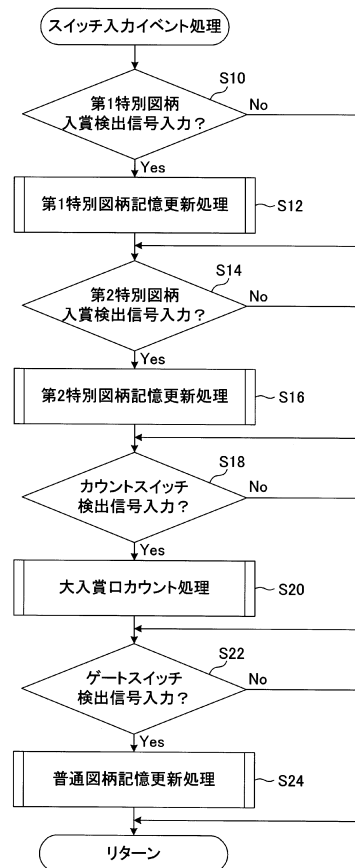 スイッチ入力イベント処理
S10
第1特別図柄
入賞検出信号入力？
No
Yes
第1特別図柄記憶更新処理
S12
S14
第2特別図柄
入賞検出信号入力？
No
Yes
第2特別図柄記憶更新処理
S16
S18
カウントスイッチ
検出信号入力？
No
Yes
大入賞口カウント処理
S20
S22
ゲートスイッチ
検出信号入力？
No
Yes
普通図柄記憶更新処理
S24
リターン